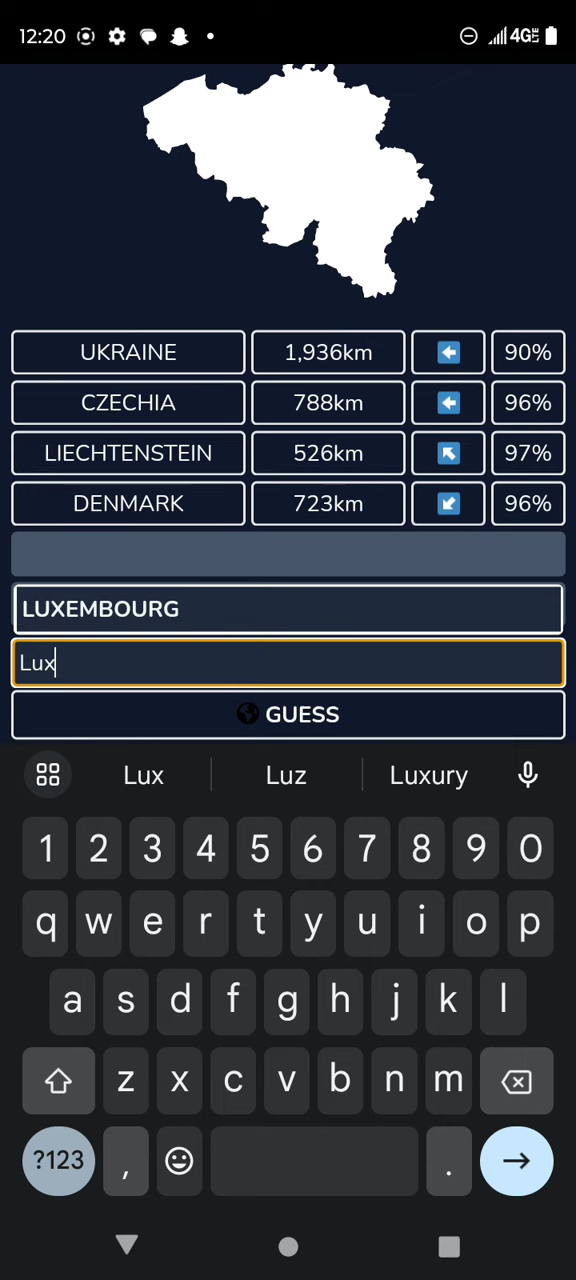 12:20 4G LTE
UKRAINE 1,936km 90%
CZECHIA 788km 96%
LIECHTENSTEIN 526km 97%
DENMARK 723km 96%
LUXEMBOURG
Lux
GUESS
Lux Luz Luxury
1 2 3 4 5 6 7 8 9 0
q w e r t y u i o p
a s d f g h j k l
z x c v b n m
?123 , .